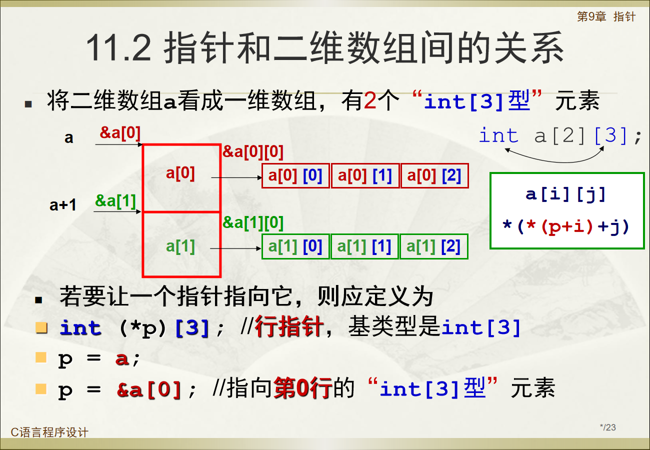 第9章 指针
11.2 指针和二维数组间的关系
■ 将二维数组a看成一维数组，有2个“int[3]型”元素
int a[2][3];
a &a[0]
&a[0][0]
a[0] a[0][0] a[0][1] a[0][2]
a[i][j]
*(*(p+i)+j)
a+1 &a[1]
&a[1][0]
a[1] a[1][0] a[1][1] a[1][2]
■ 若要让一个指针指向它，则应定义为
int (*p)[3]; //行指针，基类型是int[3]
p = a;
p = &a[0]; //指向第0行的“int[3]型”元素
C语言程序设计
*/23